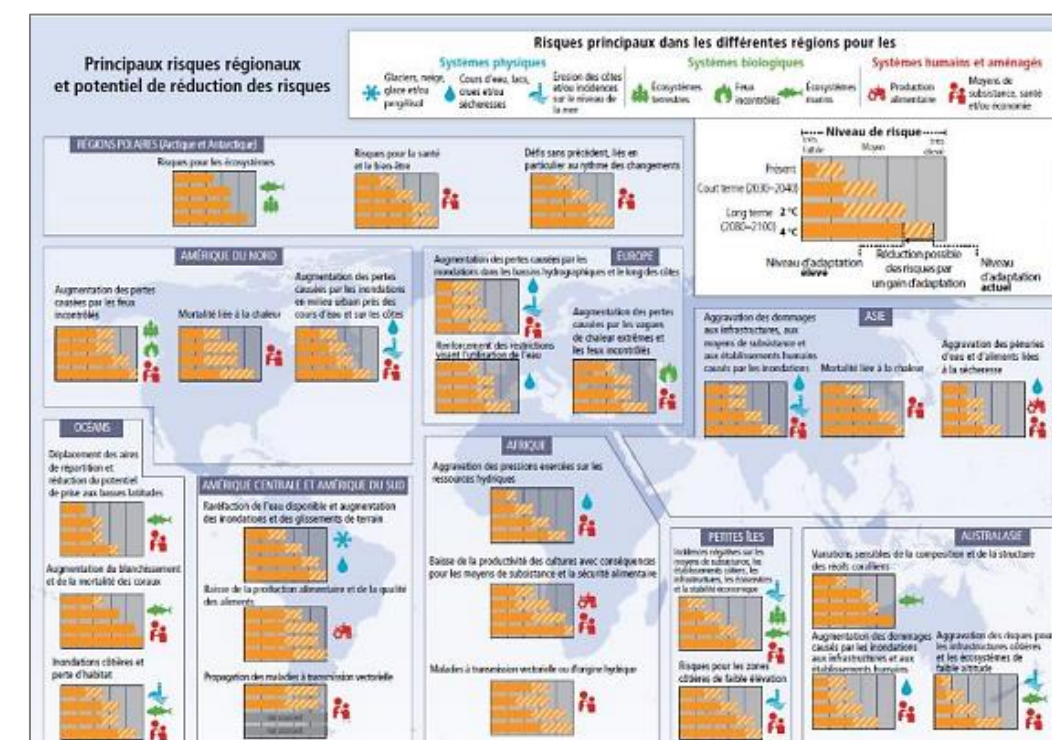 Principaux risques régionaux
et potentiel de réduction des risques
Risques principaux dans les différentes régions pour les
Systèmes physiques
Glaciers, neige,
glace et/ou
pergélisol
Cours d'eau, lacs,
crues et/ou
sécheresses
Érosion des côtes
et/ou incidences
sur le niveau de
la mer
Systèmes biologiques
Écosystèmes
terrestres
Feux
incontrôlés
Écosystèmes
marins
Systèmes humains et aménagés
Production
alimentaire
Moyens de
subsistance, santé
et/ou économie
Niveau de risque
très
faible
Moyen
très
élevé
Présent
Court terme (2030–2040)
Long terme
(2080–2100)
2 °C
4 °C
Niveau d'adaptation
élevé
Réduction possible
des risques par
un gain d'adaptation
Niveau
d'adaptation
actuel
RÉGIONS POLAIRES (Arctique et Antarctique)
Risques pour les écosystèmes
Risques pour la santé
et le bien-être
Défis sans précédent, liés en
particulier au rythme des changements
AMÉRIQUE DU NORD
Augmentation des pertes
causées par les feux
incontrôlés
Mortalité liée à la chaleur
Augmentation des pertes
causées par les inondations
en milieu urbain près des
cours d'eau et sur les côtes
EUROPE
Augmentation des pertes causées par les
inondations dans les bassins hydrographiques et le long des côtes
Renforcement des restrictions
visant l'utilisation de l'eau
Augmentation des pertes
causées par les vagues
de chaleur extrêmes et
les feux incontrôlés
ASIE
Aggravation des dommages
aux infrastructures, aux
moyens de subsistance et
aux établissements humains
causés par les inondations
Mortalité liée à la chaleur
Aggravation des pénuries
d'eau et d'aliments liées
à la sécheresse
OCÉANS
Déplacement des aires
de répartition et
réduction du potentiel
de prise aux basses latitudes
Augmentation du blanchissement
et de la mortalité des coraux
Inondations côtières et
perte d'habitat
AMÉRIQUE CENTRALE ET AMÉRIQUE DU SUD
Raréfaction de l'eau disponible et augmentation
des inondations et des glissements de terrain
Baisse de la production alimentaire et de la qualité
des aliments
Propagation des maladies à transmission vectorielle
AFRIQUE
Aggravation des pressions exercées sur les
ressources hydriques
Baisse de la productivité des cultures avec conséquences
pour les moyens de subsistance et la sécurité alimentaire
Maladies à transmission vectorielle ou d'origine hydrique
PETITES ÎLES
Incidences négatives sur les
moyens de subsistance, les
établissements côtiers, les
infrastructures, les écoservices
et la stabilité économique
Risques pour les zones
côtières de faible élévation
AUSTRALASIE
Variations sensibles de la composition et de la structure
des récifs coralliens
Augmentation des dommages
causés par les inondations
aux infrastructures et aux
établissements humains
Aggravation des risques pour
les infrastructures côtières
et les écosystèmes de
faible altitude